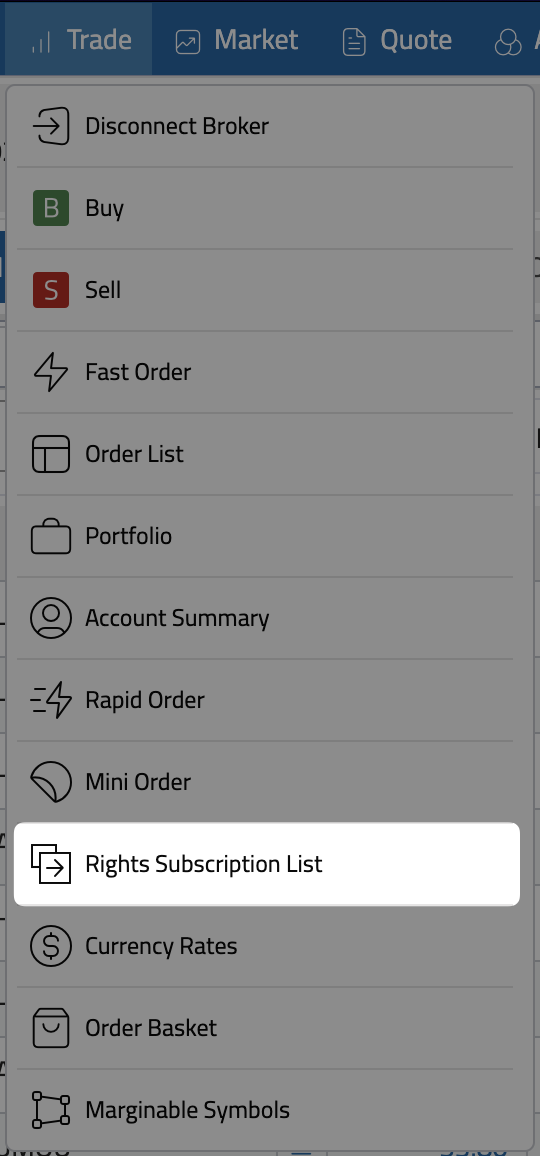 Trade Market Quote
Disconnect Broker
B Buy
S Sell
Fast Order
Order List
Portfolio
Account Summary
Rapid Order
Mini Order
Rights Subscription List
$ Currency Rates
Order Basket
Marginable Symbols